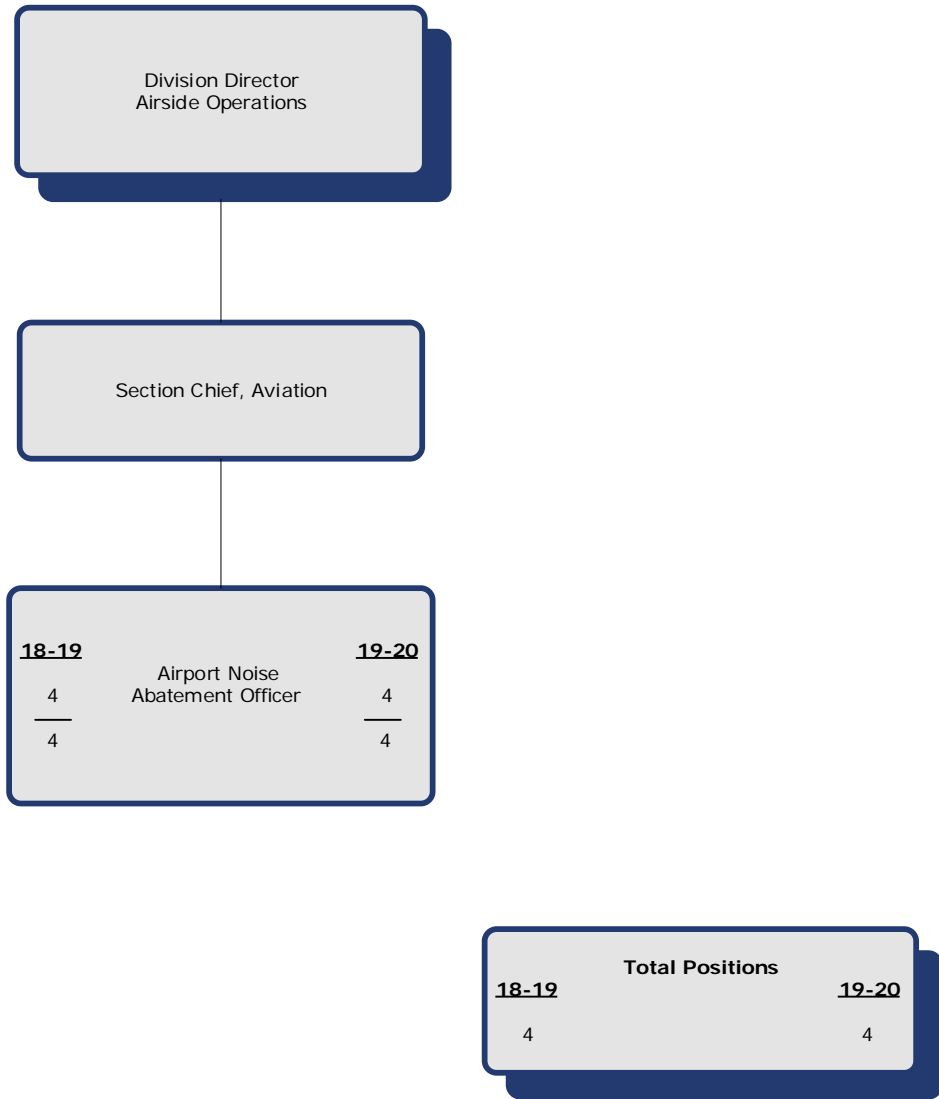 Division Director
Airside Operations
Section Chief, Aviation
18-19 19-20
Airport Noise
4 Abatement Officer 4
4 4
Total Positions
18-19 19-20
4 4